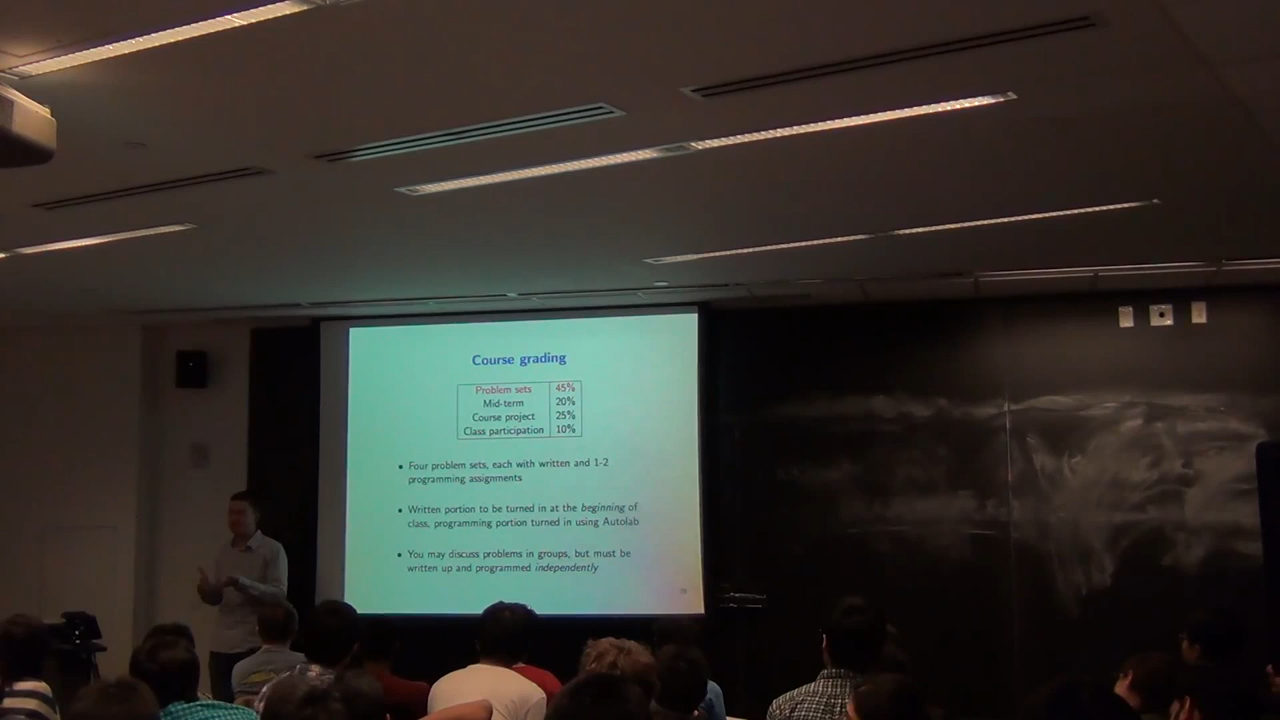 Course grading
Problem sets 45%
Mid-term 20%
Course project 25%
Class participation 10%
• Four problem sets, each with written and 1-2
programming assignments
• Written portion to be turned in at the beginning of
class, programming portion turned in using Autolab
• You may discuss problems in groups, but must be
written up and programmed independently